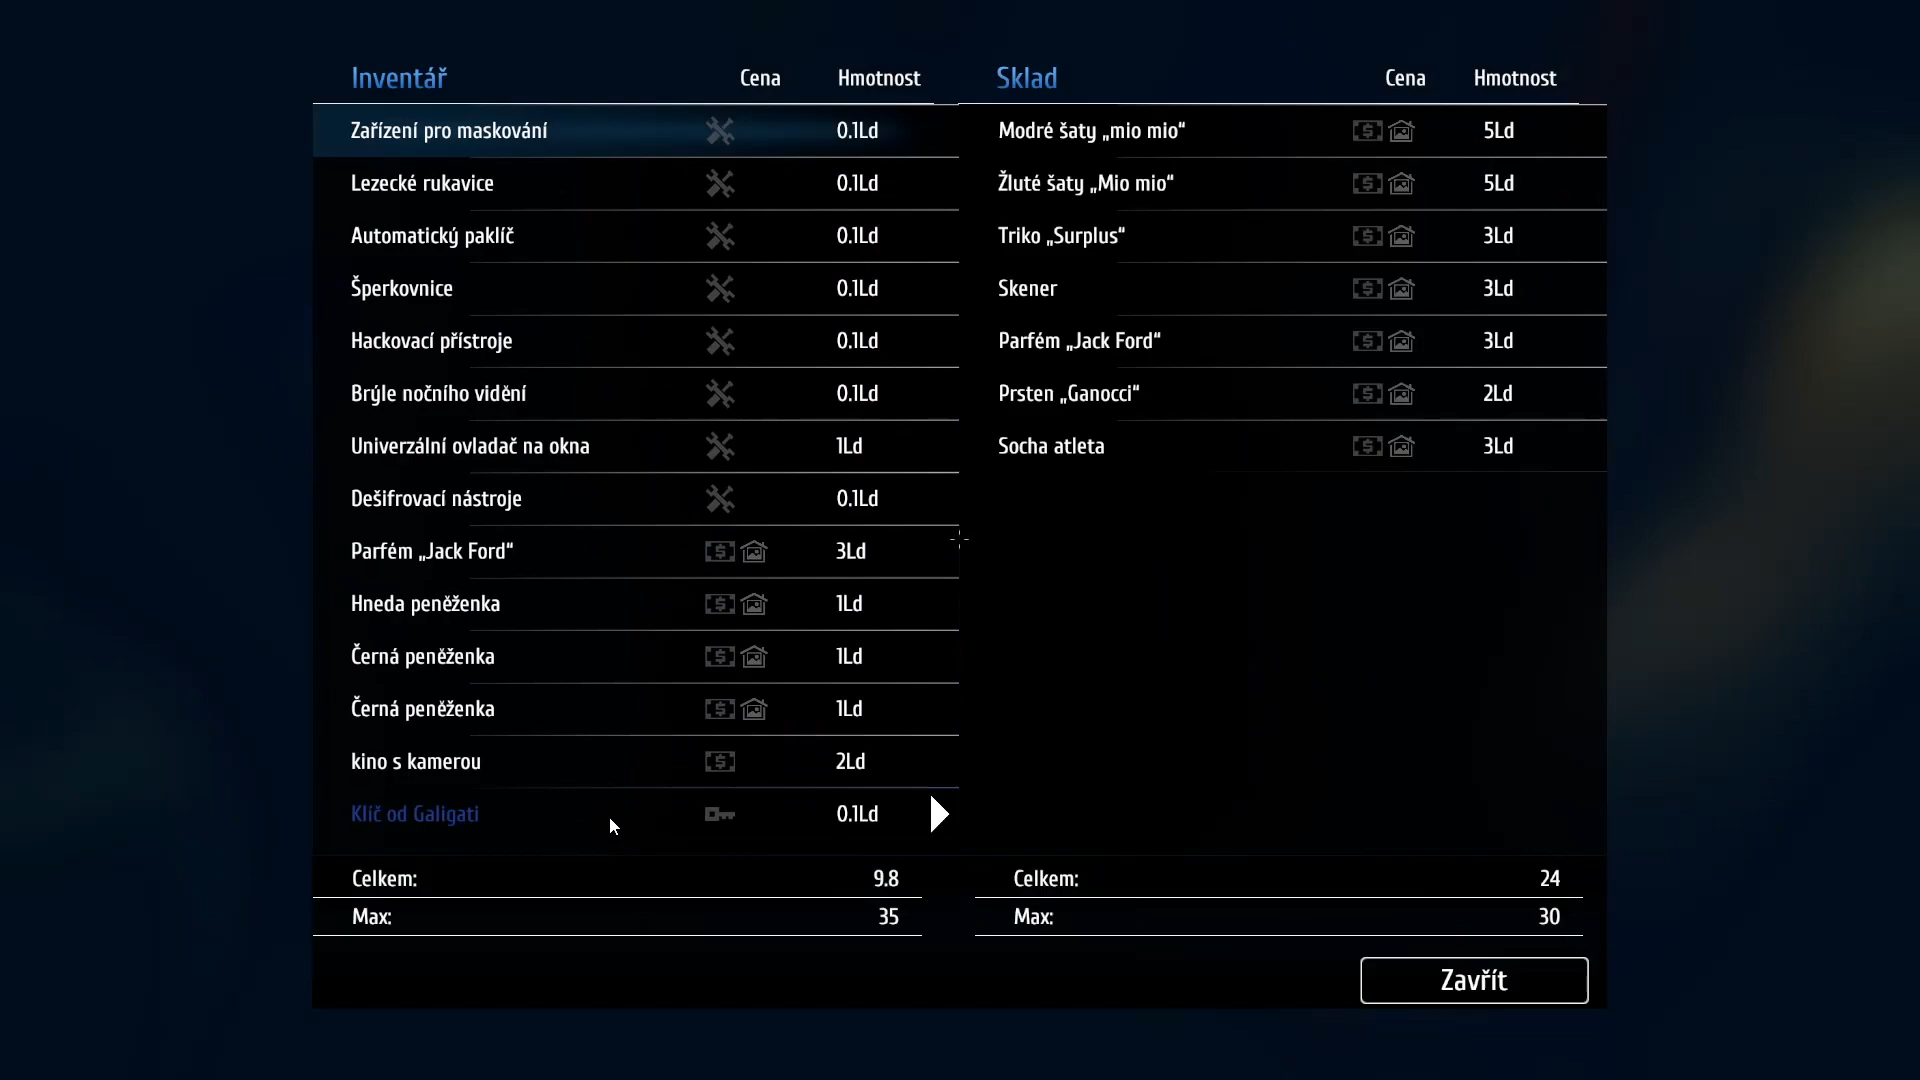 Inventář Cena Hmotnost
Zařízení pro maskování 0.1Ld
Lezecké rukavice 0.1Ld
Automatický paklíč 0.1Ld
Šperkovnice 0.1Ld
Hackovací přístroje 0.1Ld
Brýle nočního vidění 0.1Ld
Univerzální ovladač na okna 1Ld
Dešifrovací nástroje 0.1Ld
Parfém „Jack Ford“ 3Ld
Hneda peněženka 1Ld
Černá peněženka 1Ld
Černá peněženka 1Ld
kino s kamerou 2Ld
Klíč od Galigati 0.1Ld
Celkem: 9.8
Max: 35
Sklad Cena Hmotnost
Modré šaty „mio mio“ 5Ld
Žluté šaty „Mio mio“ 5Ld
Triko „Surplus“ 3Ld
Skener 3Ld
Parfém „Jack Ford“ 3Ld
Prsten „Ganocci“ 2Ld
Socha atleta 3Ld
Celkem: 24
Max: 30
Zavřít